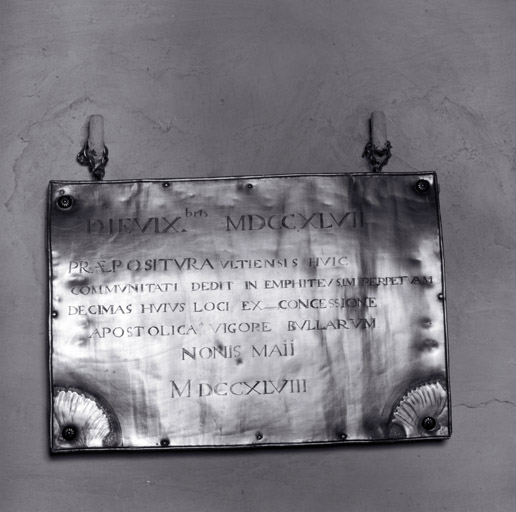 DIE VIX.bris MDCCXLVII
PRÆPOSITVRA VLTIENSIS HVIC
COMMVNITATI DEDIT IN EMPHITEVSIM PERPETVAM
DECIMAS HVIVS LOCI EX CONCESSIONE
APOSTOLICA VIGORE BVLLARVM
NONIS MAII
MDCCXLVIII